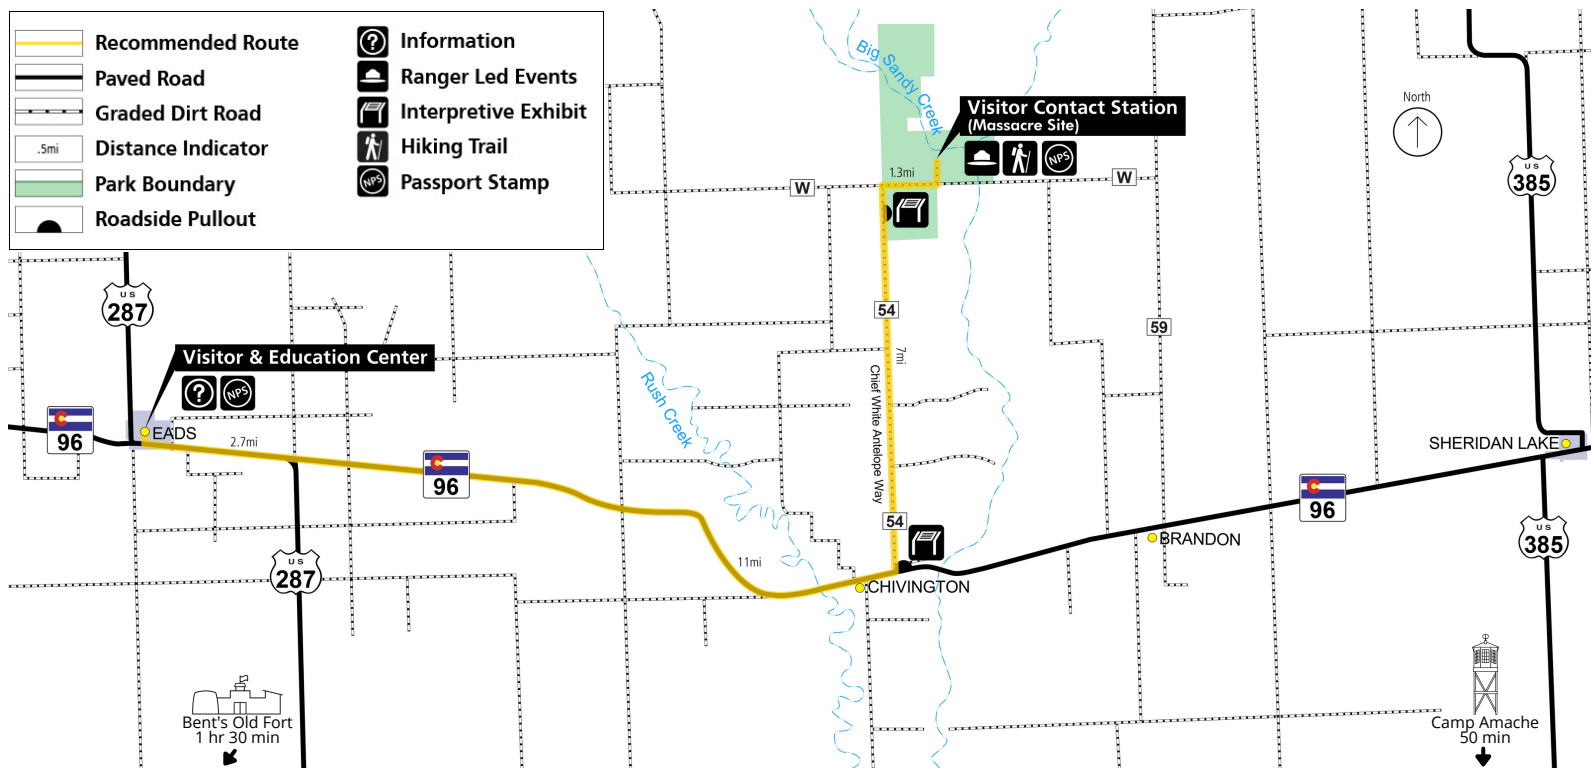 Recommended Route
Paved Road
Graded Dirt Road
.5mi
Distance Indicator
Park Boundary
Roadside Pullout
Information
Ranger Led Events
Interpretive Exhibit
Hiking Trail
NPS
Passport Stamp
Big Sandy Creek
Visitor Contact Station
(Massacre Site)
NPS
North
1.3mi
W
W
US
385
US
287
54
59
Visitor & Education Center
NPS
7mi
Chief White Antelope Way
Rush Creek
96
EADS
2.7mi
96
SHERIDAN LAKE
96
54
US
385
BRANDON
11mi
US
287
CHIVINGTON
Bent's Old Fort
1 hr 30 min
Camp Amache
50 min